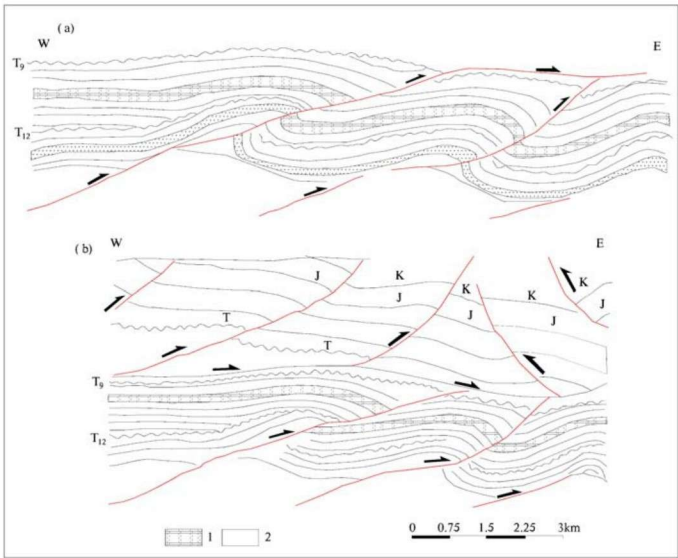 ( a )
W E
T9
T12
( b )
W E
J K K
J K K J
T J J
T
T9
T12
1 2 0 0.75 1.5 2.25 3km